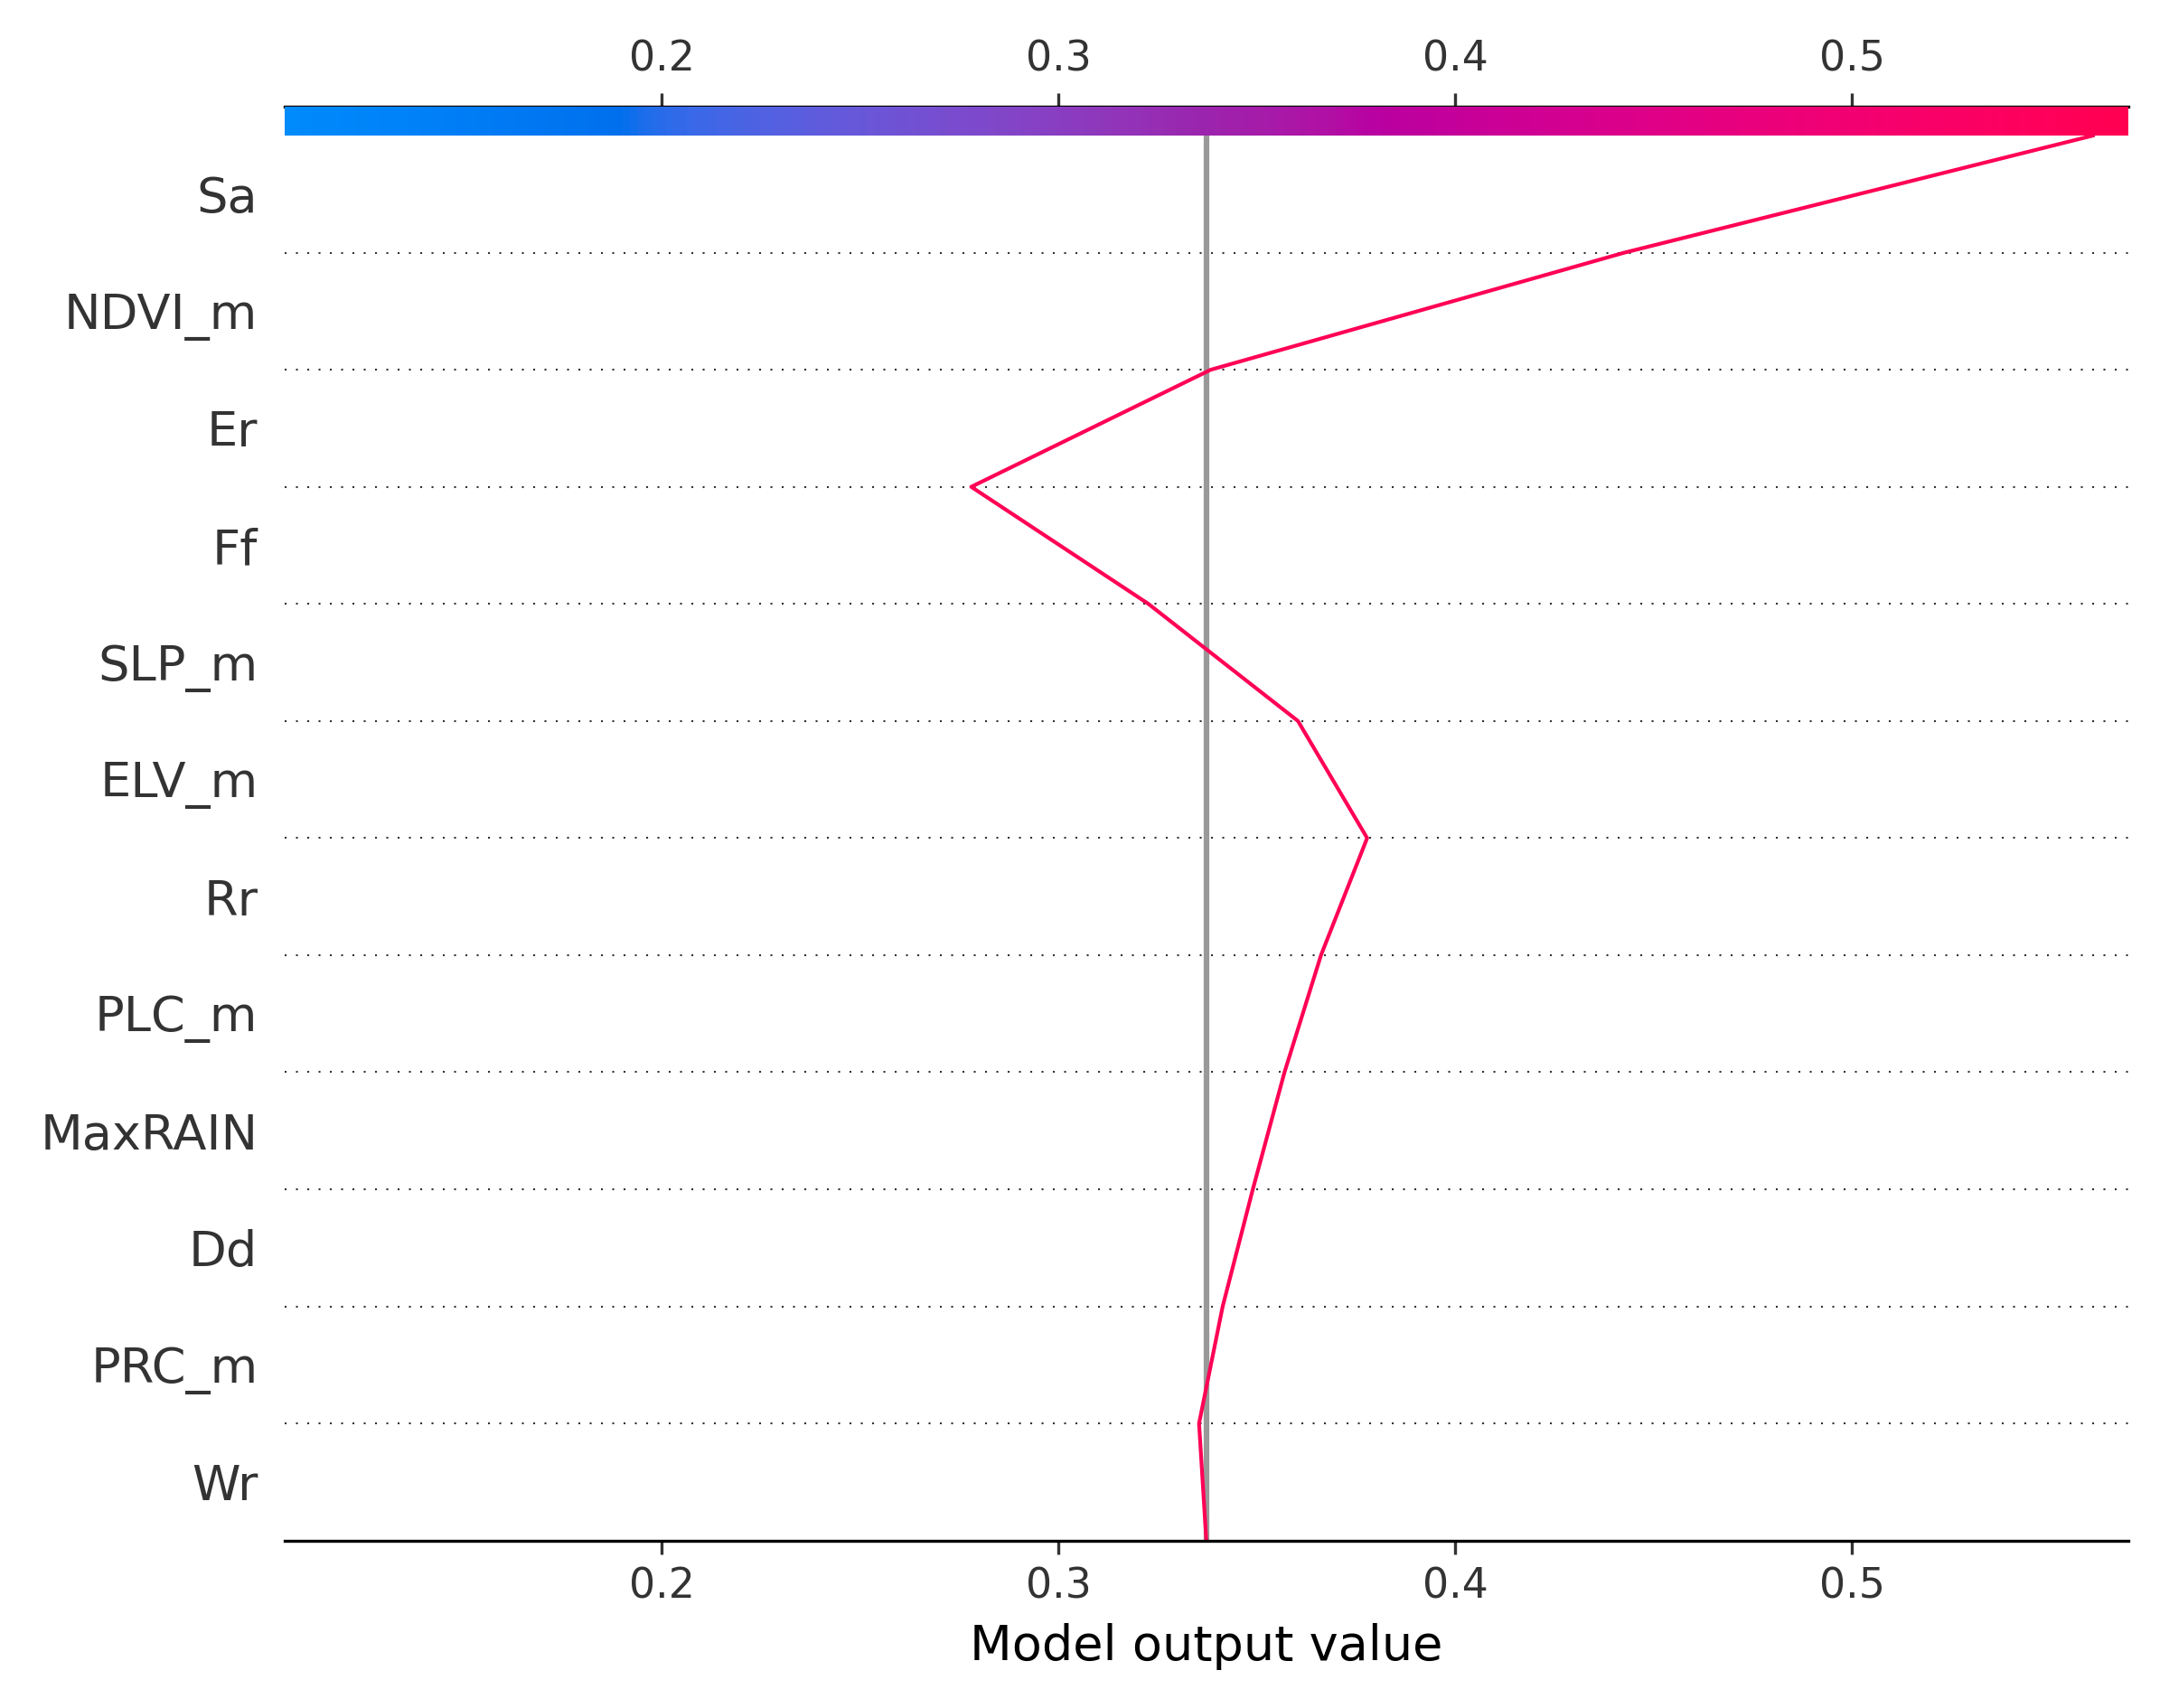 0.2 0.3 0.4 0.5
Sa
NDVI_m
Er
Ff
SLP_m
ELV_m
Rr
PLC_m
MaxRAIN
Dd
PRC_m
Wr
0.2 0.3 0.4 0.5
Model output value